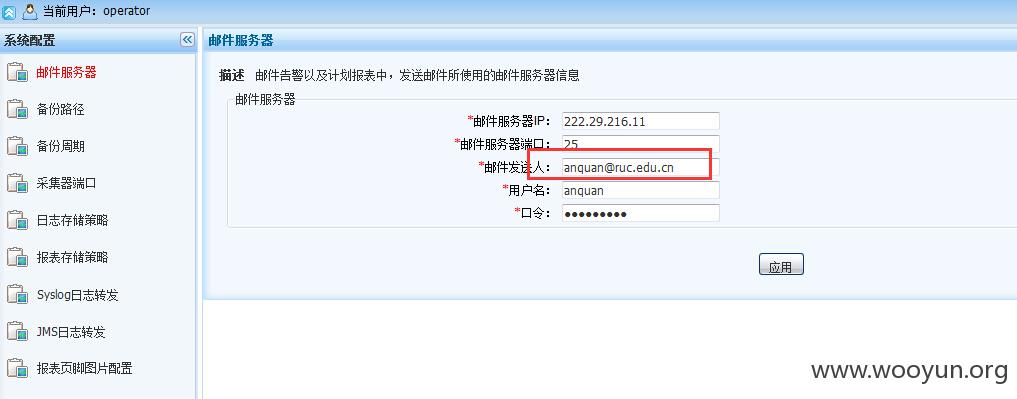 当前用户：operator
系统配置
邮件服务器
备份路径
备份周期
采集器端口
日志存储策略
报表存储策略
Syslog日志转发
JMS日志转发
报表页脚图片配置
邮件服务器
描述 邮件告警以及计划报表中，发送邮件所使用的邮件服务器信息
邮件服务器
*邮件服务器IP： 222.29.216.11
*邮件服务器端口： 25
*邮件发送人： anquan@ruc.edu.cn
*用户名： anquan
*口令： ●●●●●●●●●
应用
www.wooyun.org